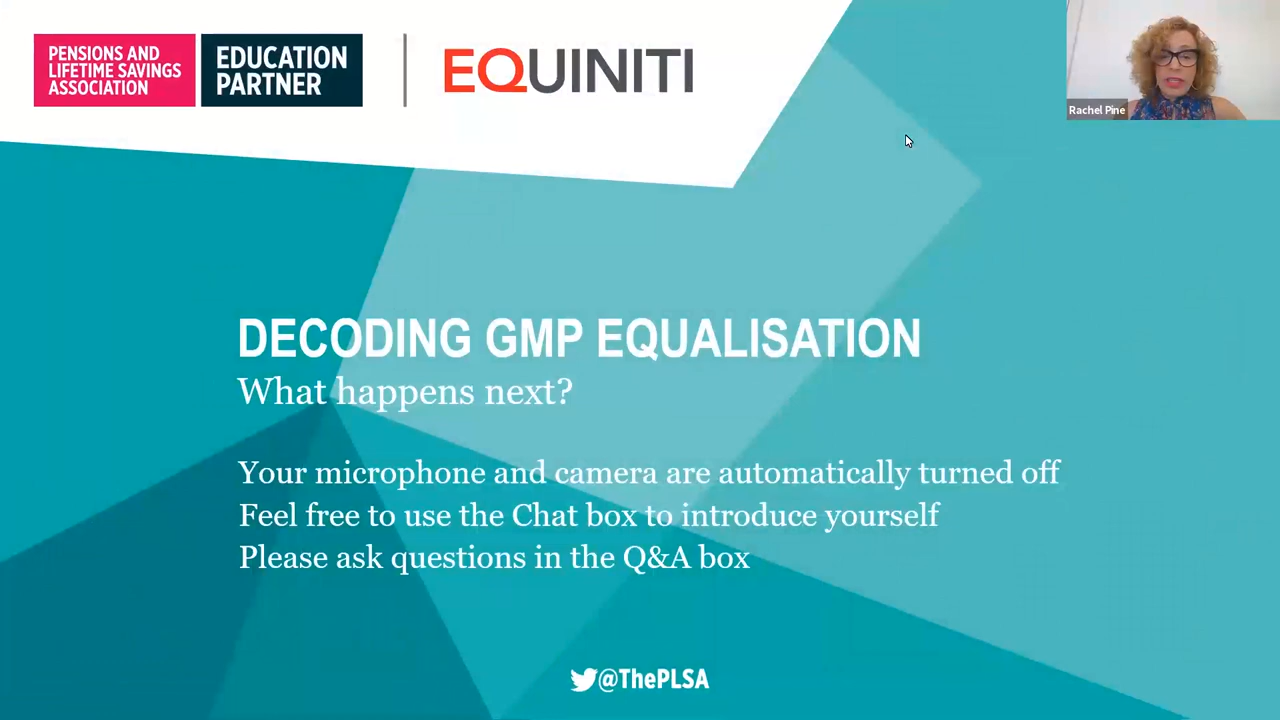 PENSIONS AND
LIFETIME SAVINGS
ASSOCIATION
EDUCATION
PARTNER
EQUINITI
Rachel Pine
DECODING GMP EQUALISATION
What happens next?
Your microphone and camera are automatically turned off
Feel free to use the Chat box to introduce yourself
Please ask questions in the Q&A box
@ThePLSA